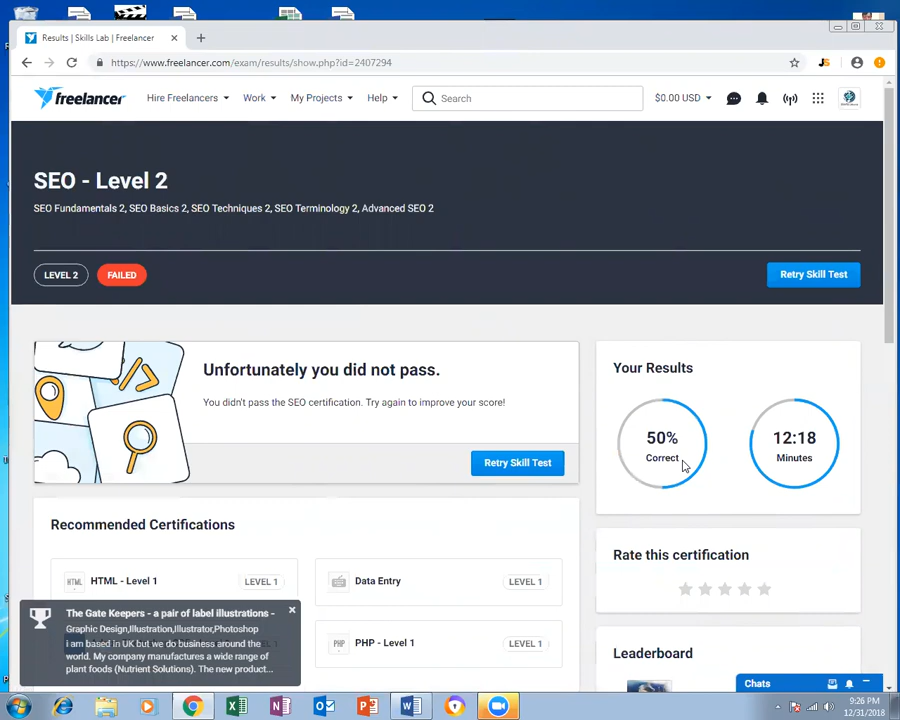 Results | Skills Lab | Freelancer
https://www.freelancer.com/exam/results/show.php?id=2407294
JS
freelancer
Hire Freelancers
Work
My Projects
Help
Search
$0.00 USD
SEO - Level 2
SEO Fundamentals 2, SEO Basics 2, SEO Techniques 2, SEO Terminology 2, Advanced SEO 2
LEVEL 2
FAILED
Retry Skill Test
Unfortunately you did not pass.
You didn't pass the SEO certification. Try again to improve your score!
Retry Skill Test
Your Results
50%
Correct
12:18
Minutes
Recommended Certifications
HTML
HTML - Level 1
LEVEL 1
Data Entry
LEVEL 1
PHP
PHP - Level 1
LEVEL 1
Rate this certification
Leaderboard
The Gate Keepers - a pair of label illustrations -
Graphic Design,Illustration,Illustrator,Photoshop
i am based in UK but we do business around the
world. My company manufactures a wide range of
plant foods (Nutrient Solutions). The new product...
Chats
9:26 PM
12/31/2018